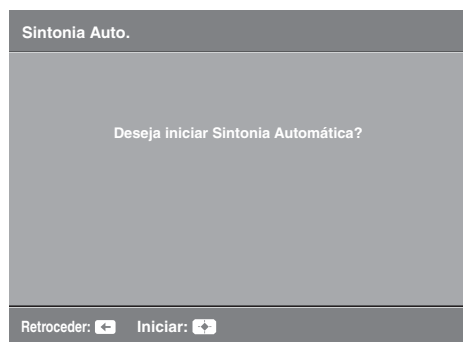 Sintonia Auto.
Deseja iniciar Sintonia Automática?
Retroceder: Iniciar: